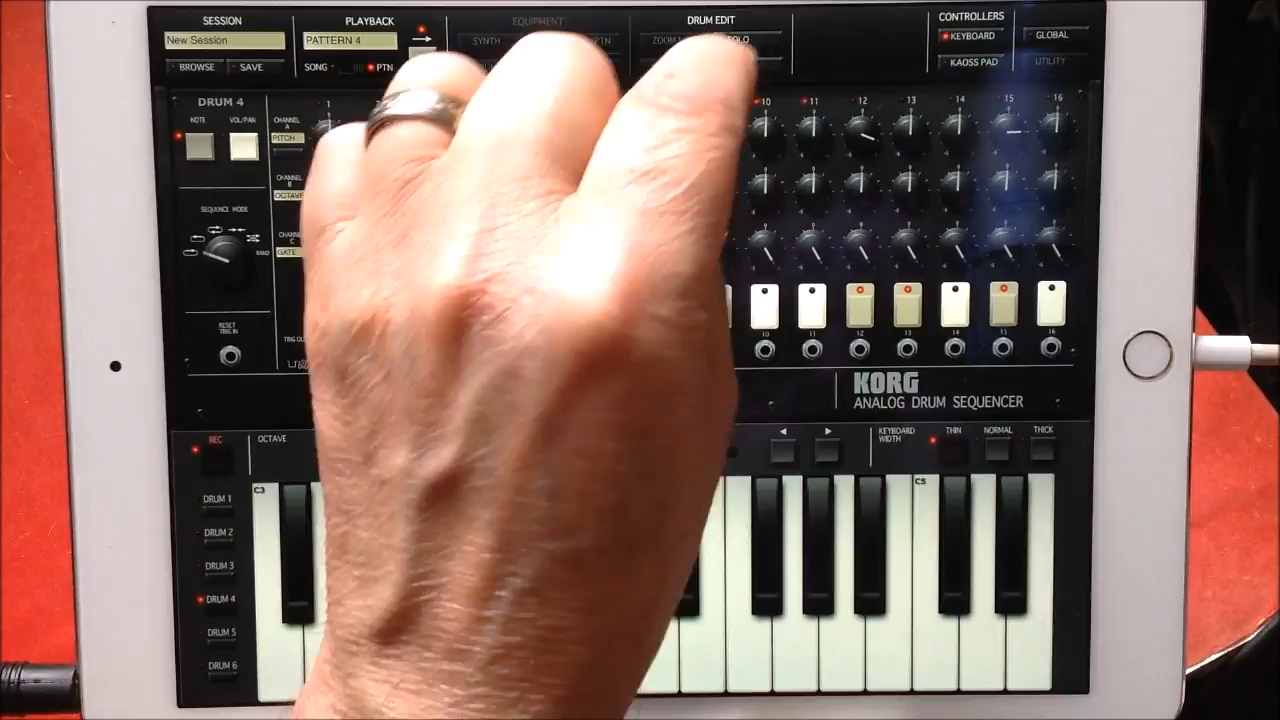 SESSION
PLAYBACK
EQUIPMENT
DRUM EDIT
CONTROLLERS
New Session
PATTERN 4
SYNTH
KEYBOARD
GLOBAL
BROWSE
SAVE
SONG
PTN
KAOSS PAD
UTILITY
DRUM 4
1
10
11
12
13
14
15
16
NOTE
VOL/PAN
CHANNEL
A
PITCH
CHANNEL
B
OCTAVE
SEQUENCE MODE
CHANNEL
C
GATE
RAND
RESET
TRIG IN
10
11
12
13
14
15
16
KORG
ANALOG DRUM SEQUENCER
REC
OCTAVE
KEYBOARD
WIDTH
THIN
NORMAL
THICK
C3
C5
DRUM 1
DRUM 2
DRUM 3
DRUM 4
DRUM 5
DRUM 6